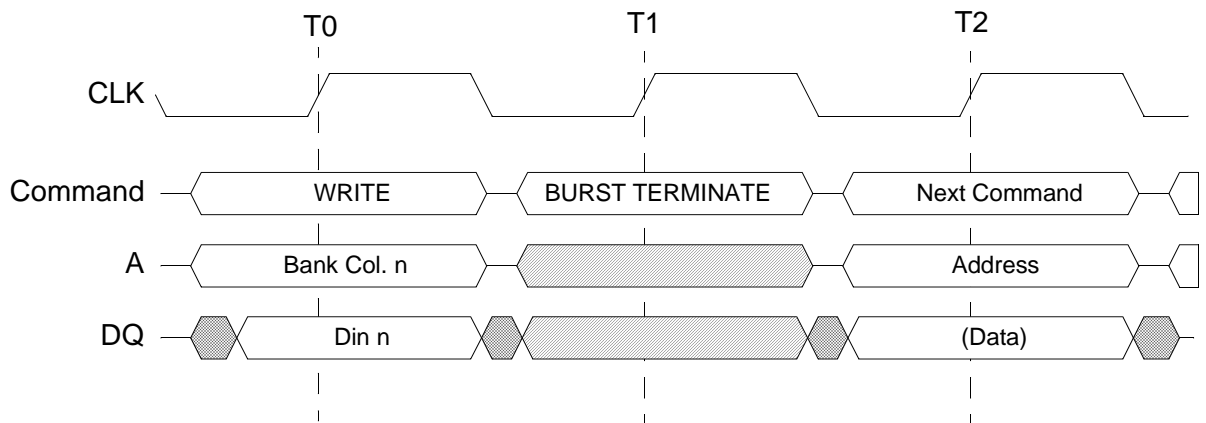 T0 T1 T2
CLK
Command WRITE BURST TERMINATE Next Command
A Bank Col. n Address
DQ Din n (Data)